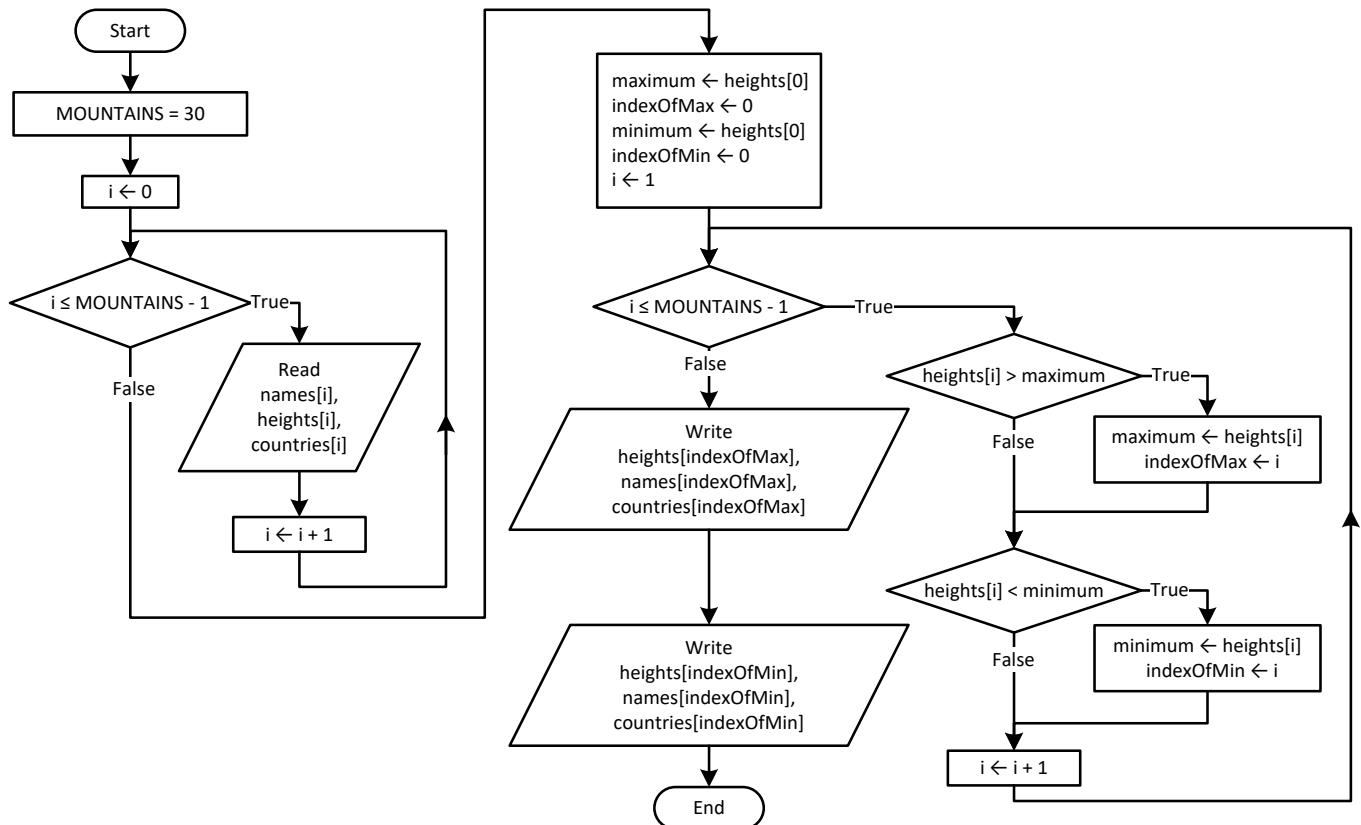 Start
MOUNTAINS = 30
i ← 0
i ≤ MOUNTAINS - 1
True
False
Read
names[i],
heights[i],
countries[i]
i ← i + 1
maximum ← heights[0]
indexOfMax ← 0
minimum ← heights[0]
indexOfMin ← 0
i ← 1
i ≤ MOUNTAINS - 1
True
False
heights[i] > maximum
True
False
maximum ← heights[i]
indexOfMax ← i
heights[i] < minimum
True
False
minimum ← heights[i]
indexOfMin ← i
i ← i + 1
Write
heights[indexOfMax],
names[indexOfMax],
countries[indexOfMax]
Write
heights[indexOfMin],
names[indexOfMin],
countries[indexOfMin]
End